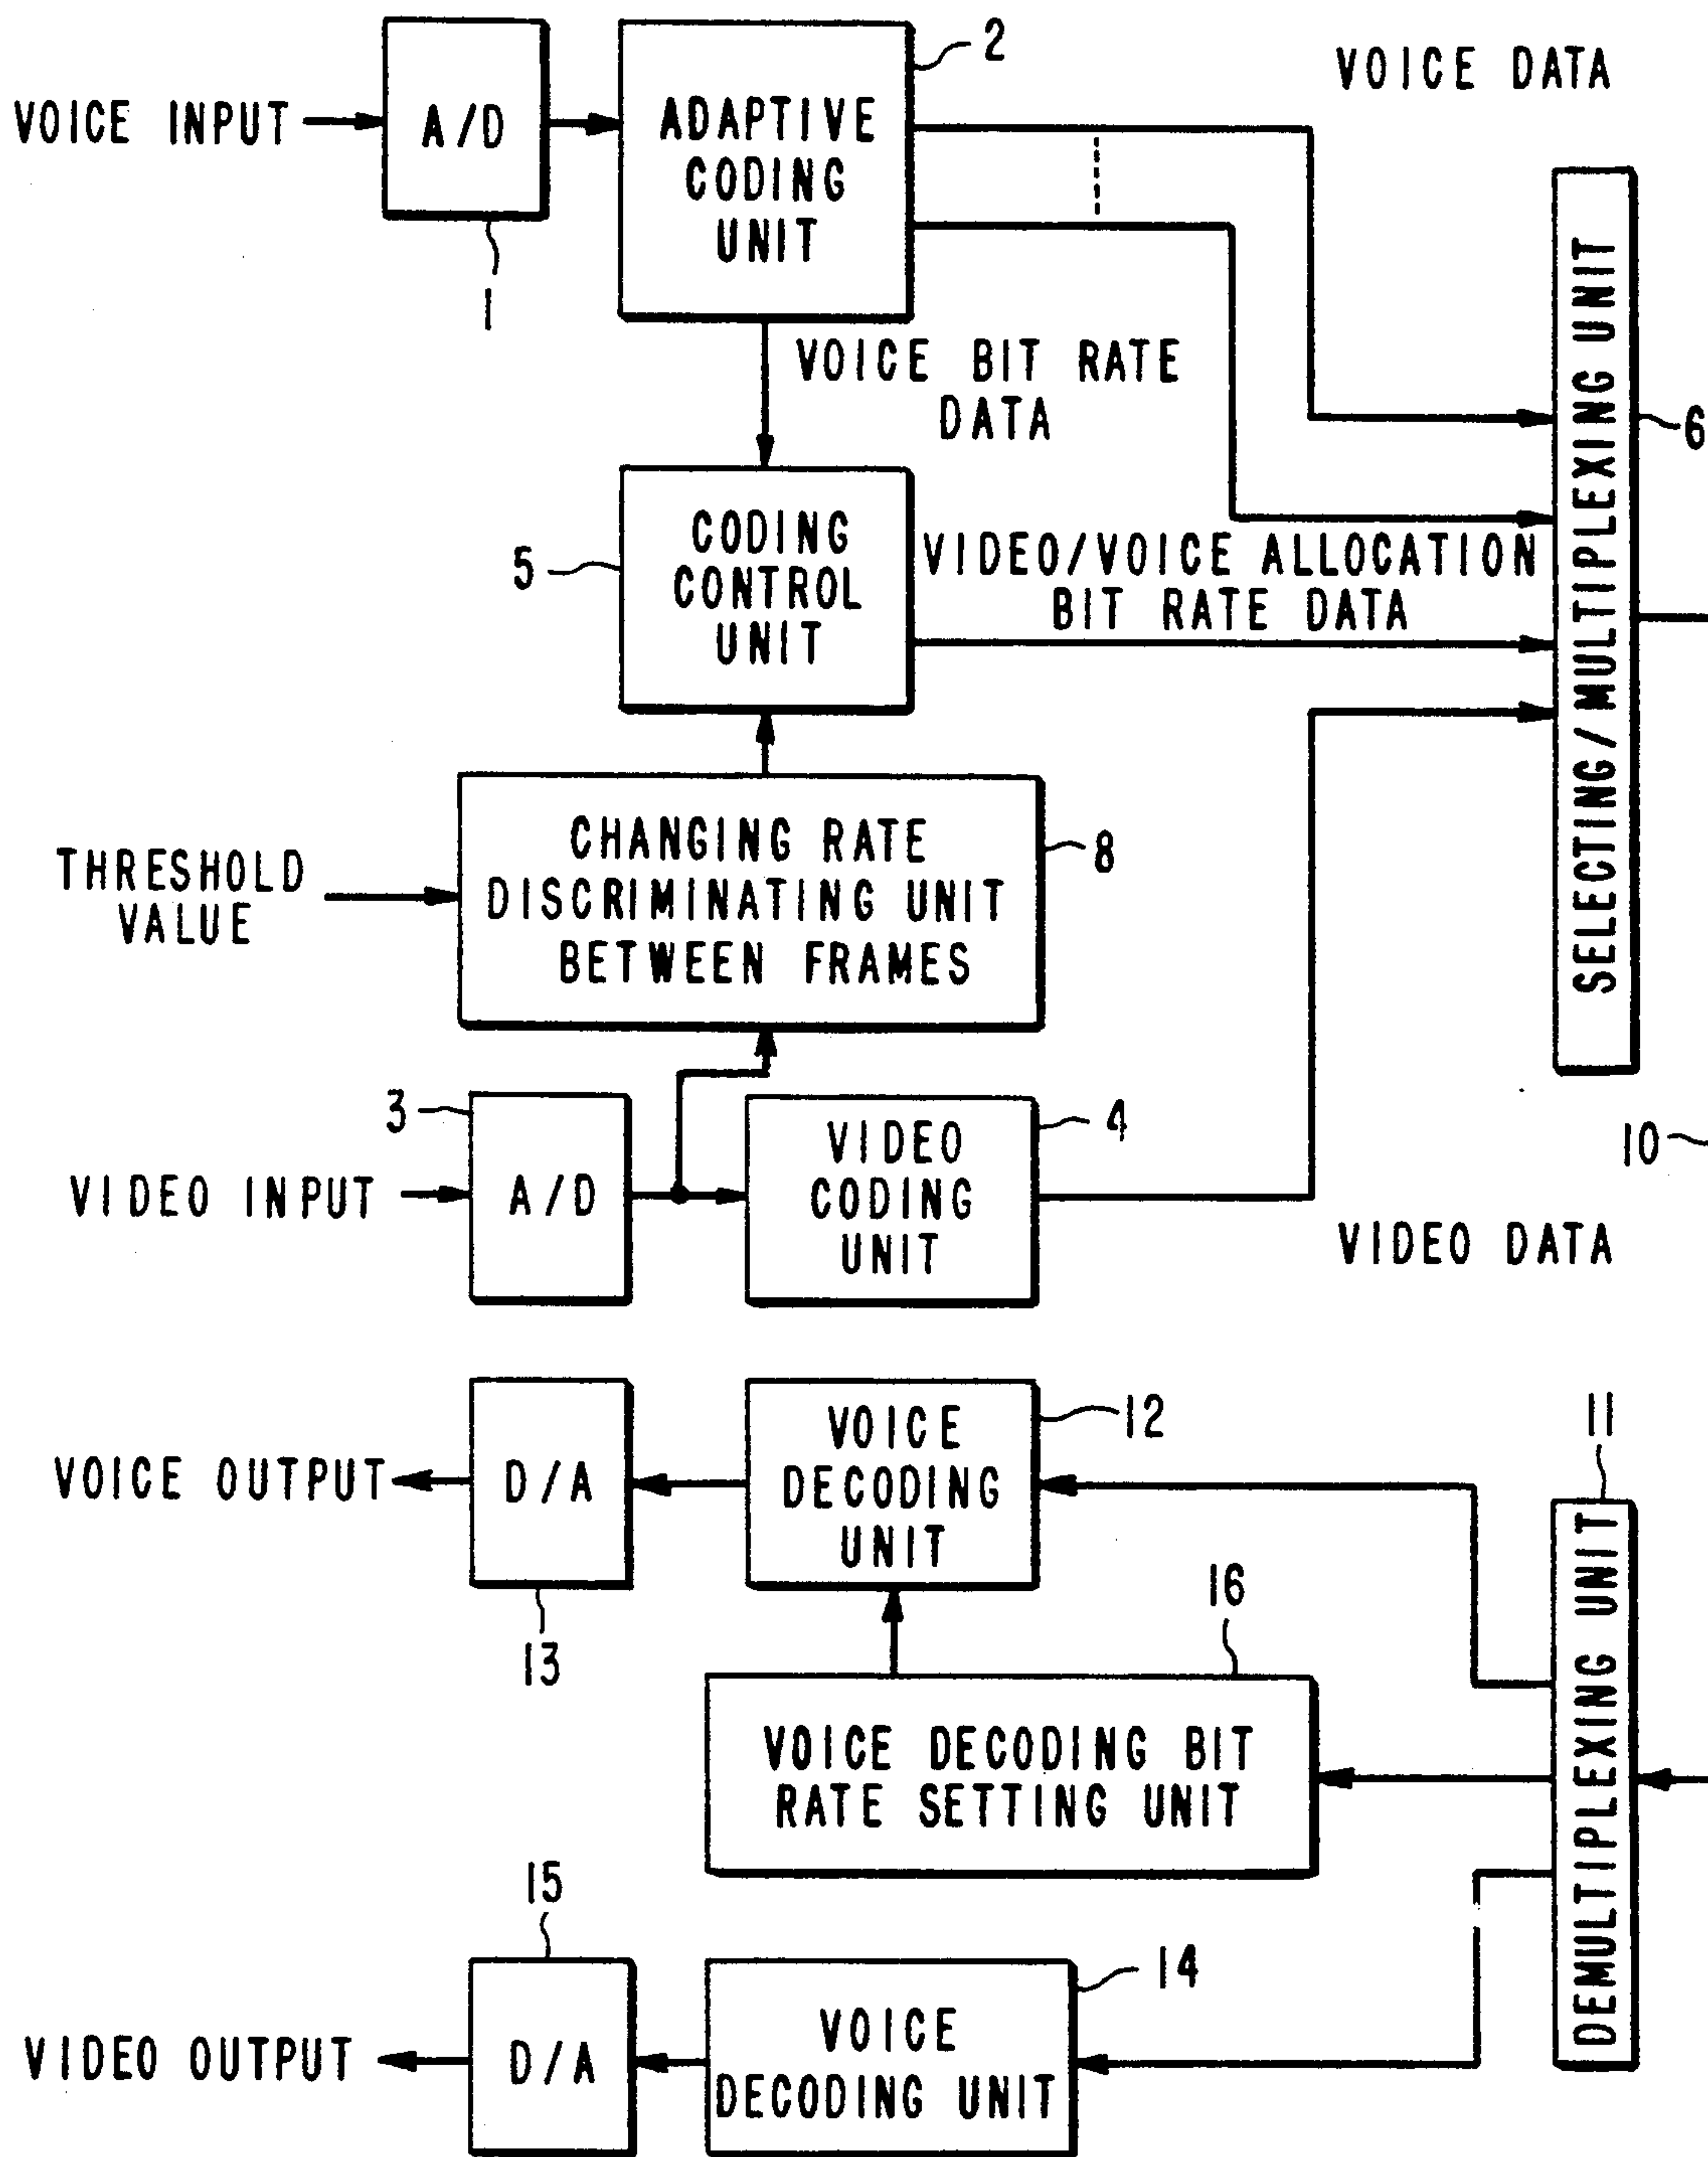 2
VOICE DATA
VOICE INPUT
A/D
ADAPTIVE
CODING
UNIT
1
VOICE BIT RATE
DATA
SELECTING/MULTIPLEXING UNIT
6
5
CODING
CONTROL
UNIT
VIDEO/VOICE ALLOCATION
BIT RATE DATA
THRESHOLD
VALUE
CHANGING RATE
DISCRIMINATING UNIT
BETWEEN FRAMES
8
3
4
10
VIDEO INPUT
A/D
VIDEO
CODING
UNIT
VIDEO DATA
VOICE OUTPUT
D/A
VOICE
DECODING
UNIT
12
11
13
16
VOICE DECODING BIT
RATE SETTING UNIT
DEMULTIPLEXING UNIT
15
14
VIDEO OUTPUT
D/A
VOICE
DECODING UNIT